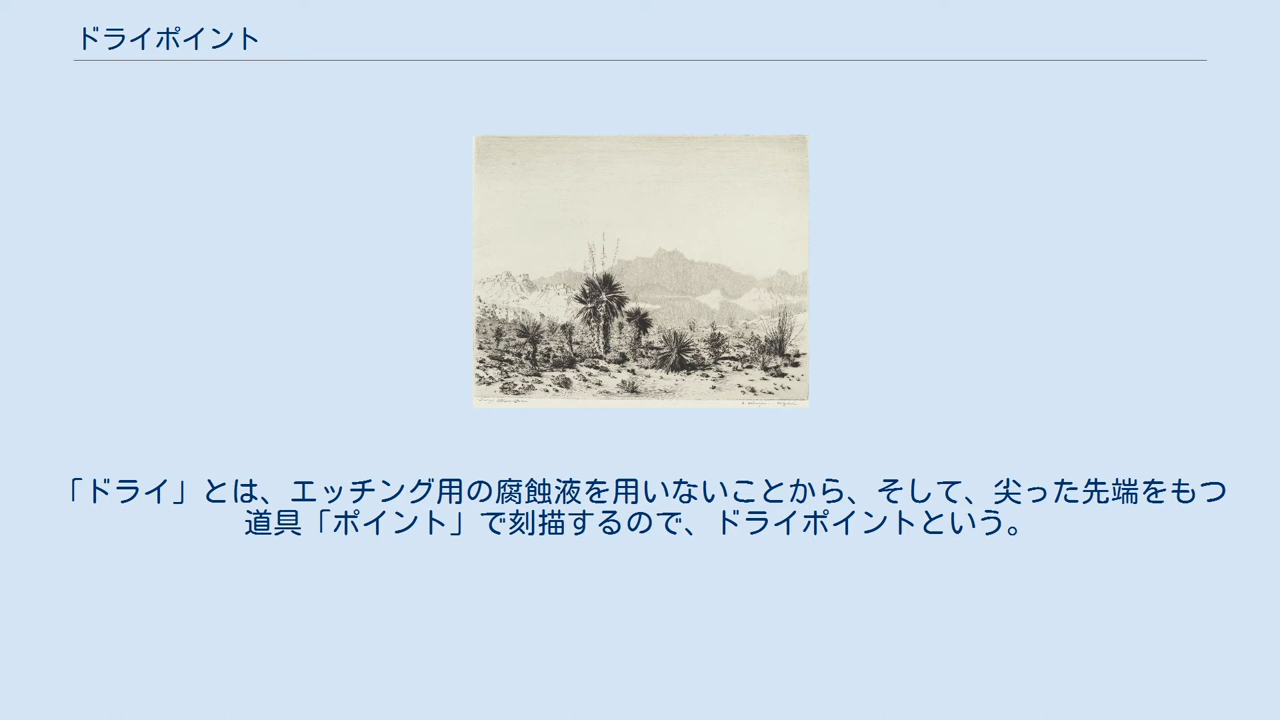 ドライポイント
「ドライ」とは、エッチング用の腐蝕液を用いないことから、そして、尖った先端をもつ
道具「ポイント」で刻描するので、ドライポイントという。